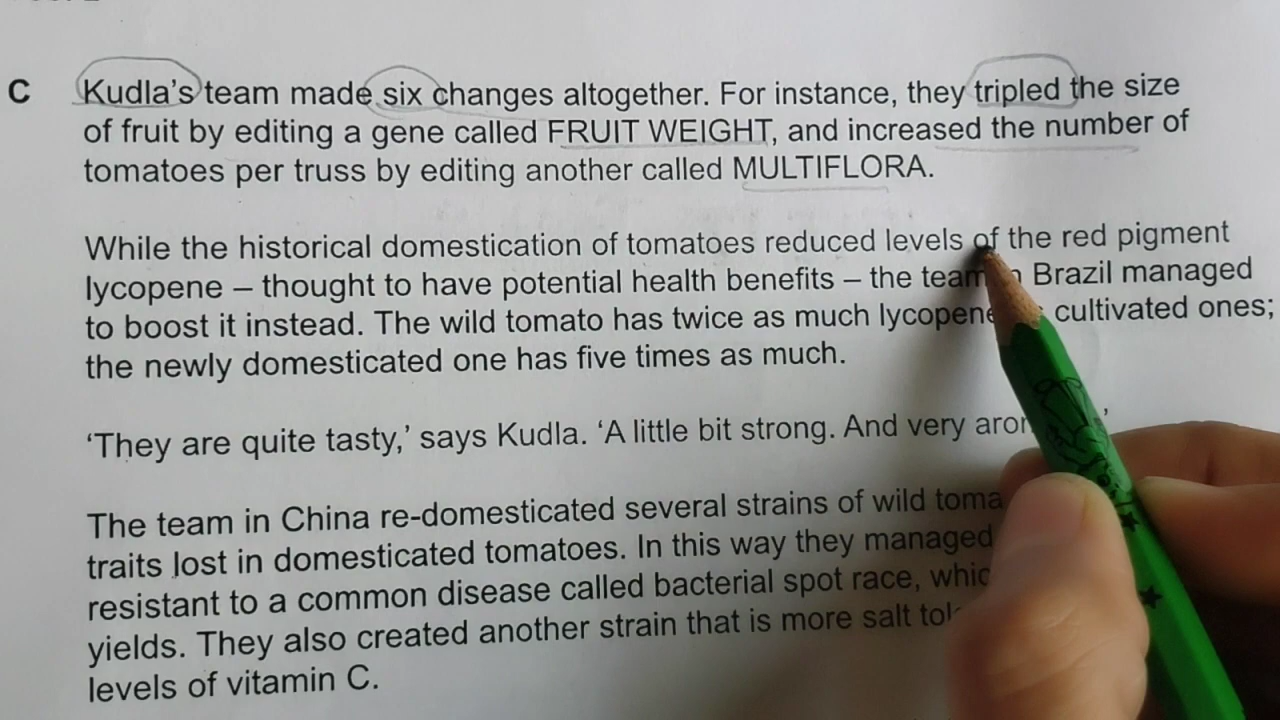 C Kudla's team made six changes altogether. For instance, they tripled the size
of fruit by editing a gene called FRUIT WEIGHT, and increased the number of
tomatoes per truss by editing another called MULTIFLORA.
While the historical domestication of tomatoes reduced levels of the red pigment
lycopene – thought to have potential health benefits – the team Brazil managed
to boost it instead. The wild tomato has twice as much lycopene cultivated ones;
the newly domesticated one has five times as much.
'They are quite tasty,' says Kudla. 'A little bit strong. And very
The team in China re-domesticated several strains of wild
traits lost in domesticated tomatoes. In this way they managed
resistant to a common disease called bacterial spot race,
yields. They also created another strain that is more salt
levels of vitamin C.